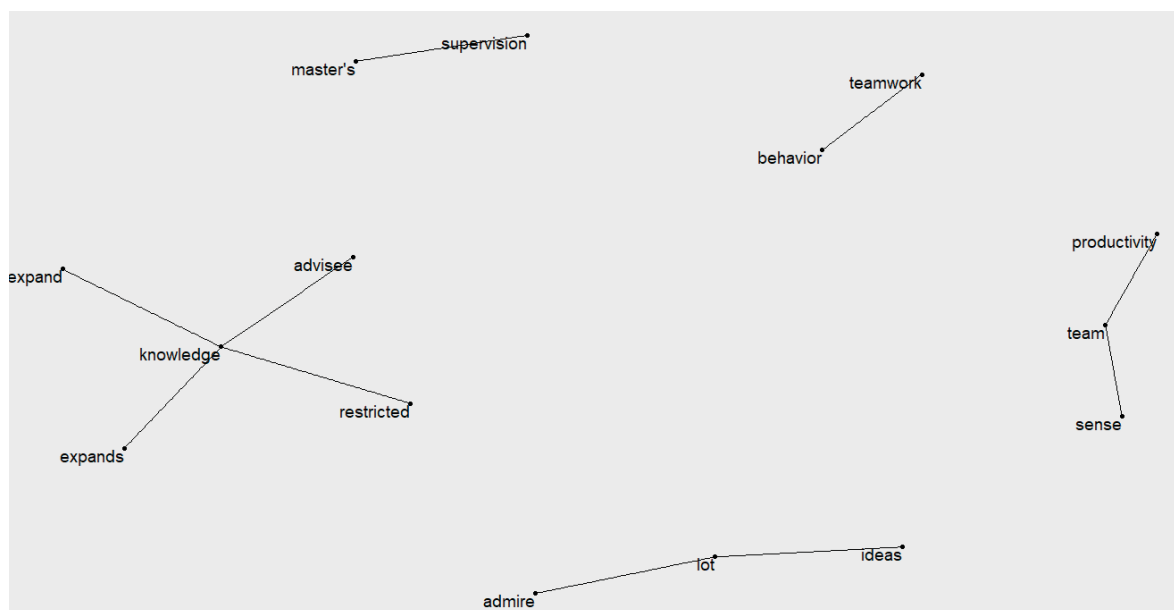 supervision
master's
teamwork
behavior
productivity
advisee
expand
team
knowledge
restricted
sense
expands
ideas
lot
admire